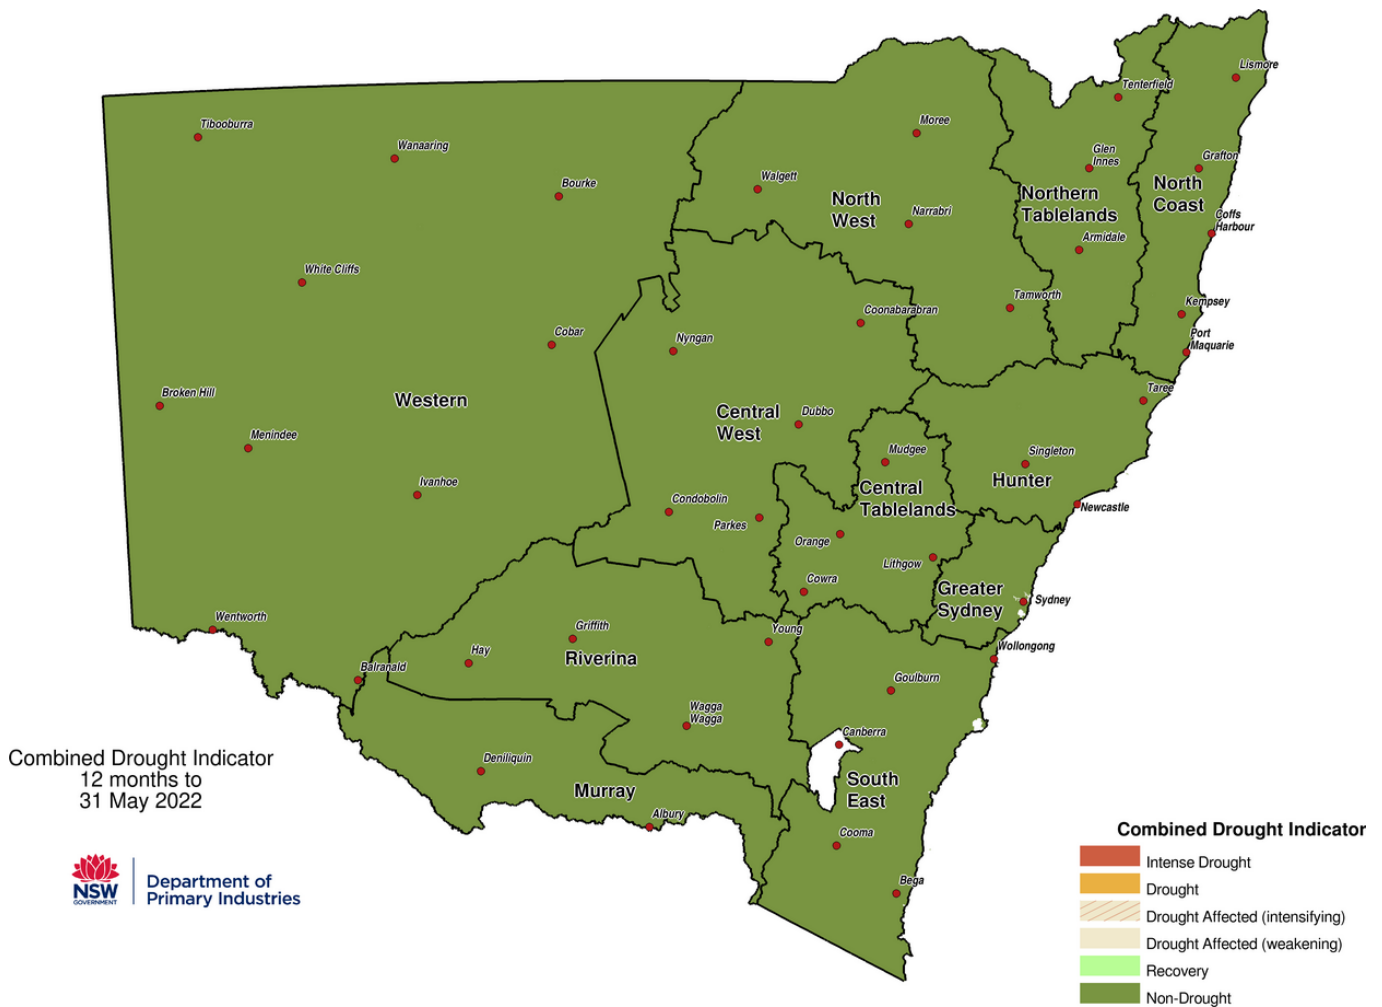 Lismore
Tenterfield
Tibooburra
Moree
Wanaaring
Glen
Innes
Grafton
Walgett
Bourke
North
Coast
Northern
Tablelands
North
West
Narrabri
Coffs
Harbour
Armidale
White Cliffs
Tamworth
Kempsey
Coonabarabran
Cobar
Nyngan
Port
Maquarie
Taree
Broken Hill
Western
Central
West
Dubbo
Menindee
Mudgee
Singleton
Hunter
Ivanhoe
Central
Tablelands
Condobolin
Newcastle
Parkes
Orange
Lithgow
Cowra
Greater
Sydney
Sydney
Wentworth
Griffith
Young
Wollongong
Hay
Riverina
Balranald
Goulburn
Wagga
Wagga
Canberra
Combined Drought Indicator
12 months to
31 May 2022
Deniliquin
South
East
Murray
Albury
Cooma
Bega
NSW
GOVERNMENT
Department of
Primary Industries
Combined Drought Indicator
Intense Drought
Drought
Drought Affected (intensifying)
Drought Affected (weakening)
Recovery
Non-Drought